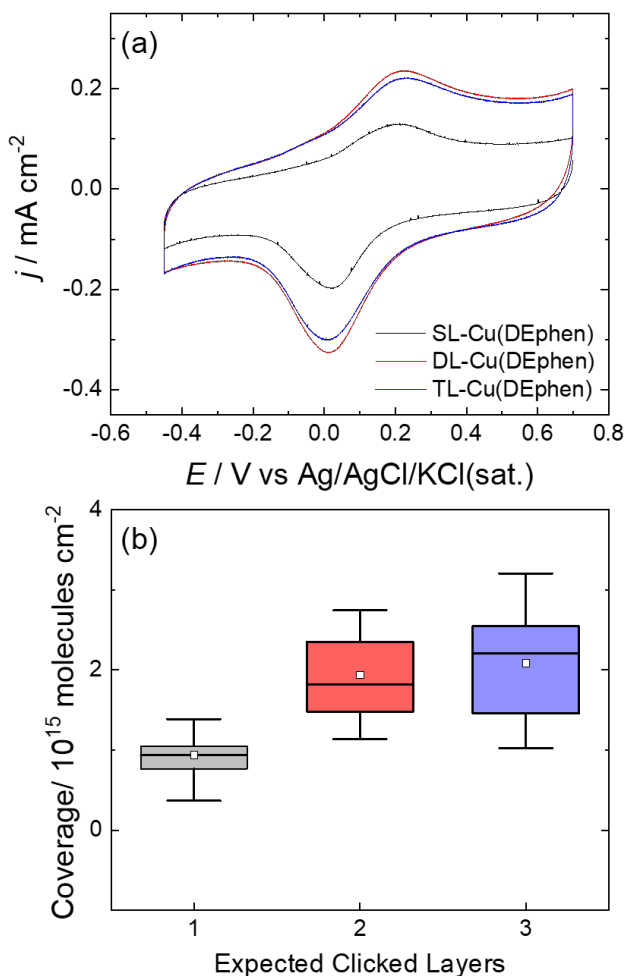 (a)
0.2
0.0
-0.2
-0.4
j / mA cm⁻²
SL-Cu(DEphen)
DL-Cu(DEphen)
TL-Cu(DEphen)
-0.6 -0.4 -0.2 0.0 0.2 0.4 0.6 0.8
E / V vs Ag/AgCl/KCl(sat.)
(b)
4
2
0
Coverage/ 10¹⁵ molecules cm⁻²
1 2 3
Expected Clicked Layers